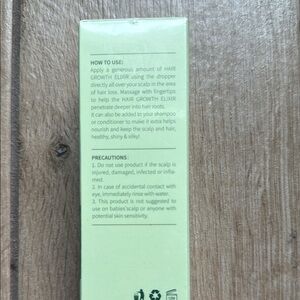 HOW TO USE:
Apply a generous amount of HAIR
GROWTH ELIXIR using the dropper
directly all over your scalp in the area
of hair loss. Massage with fingertips
to help the HAIR GROWTH ELIXIR
penetrate deeper into hair roots.
It can also be added to your shampoo
or conditioner to make it extra helps
nourish and keep the scalp and hair,
healthy, shiny & silky!
PRECAUTIONS:
1. Do not use product if the scalp is
injured, damaged, infected or infla-
med.
2. In case of accidental contact with
eye, immediately rinse with water.
3. This product is not suggested to
use on babies'scalp or anyone with
potential skin sensitivity.